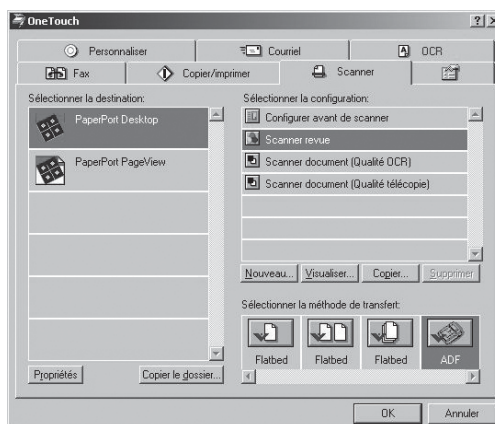 OneTouch
Personnaliser
Courriel
OCR
Fax
Copier/imprimer
Scanner
Sélectionner la destination:
PaperPort Desktop
PaperPort PageView
Propriétés
Copier le dossier...
Sélectionner la configuration:
Configurer avant de scanner
Scanner revue
Scanner document (Qualité OCR)
Scanner document (Qualité télécopie)
Nouveau...
Visualiser...
Copier...
Supprimer
Sélectionner la méthode de transfert:
Flatbed
Flatbed
Flatbed
ADF
OK
Annuler